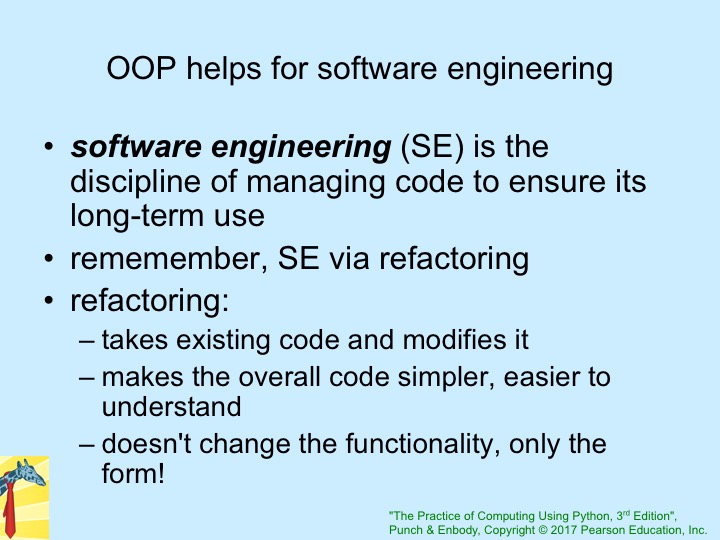 OOP helps for software engineering
• software engineering (SE) is the
discipline of managing code to ensure its
long-term use
• rememember, SE via refactoring
• refactoring:
– takes existing code and modifies it
– makes the overall code simpler, easier to
understand
– doesn't change the functionality, only the
form!
"The Practice of Computing Using Python, 3rd Edition",
Punch & Enbody, Copyright © 2017 Pearson Education, Inc.